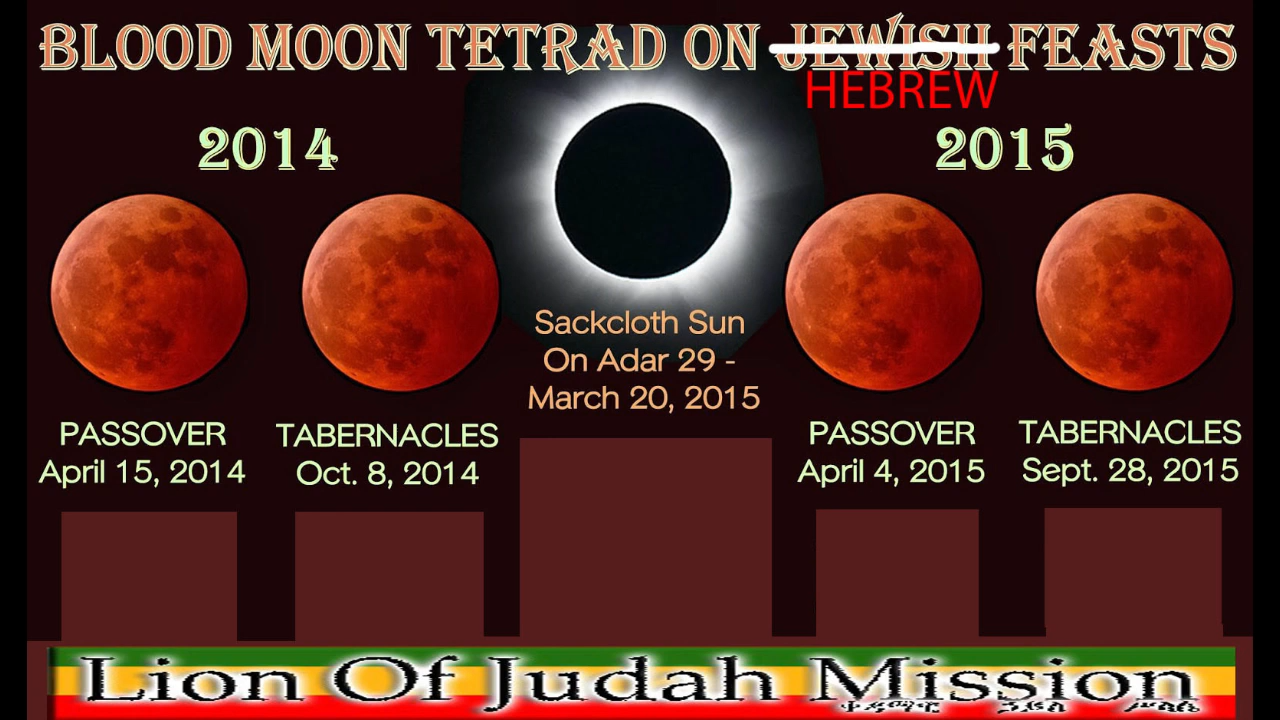 BLOOD MOON TETRAD ON JEWISH FEASTS
HEBREW
2014
2015
Sackcloth Sun
On Adar 29 -
March 20, 2015
PASSOVER
April 15, 2014
TABERNACLES
Oct. 8, 2014
PASSOVER
April 4, 2015
TABERNACLES
Sept. 28, 2015
Lion Of Judah Mission